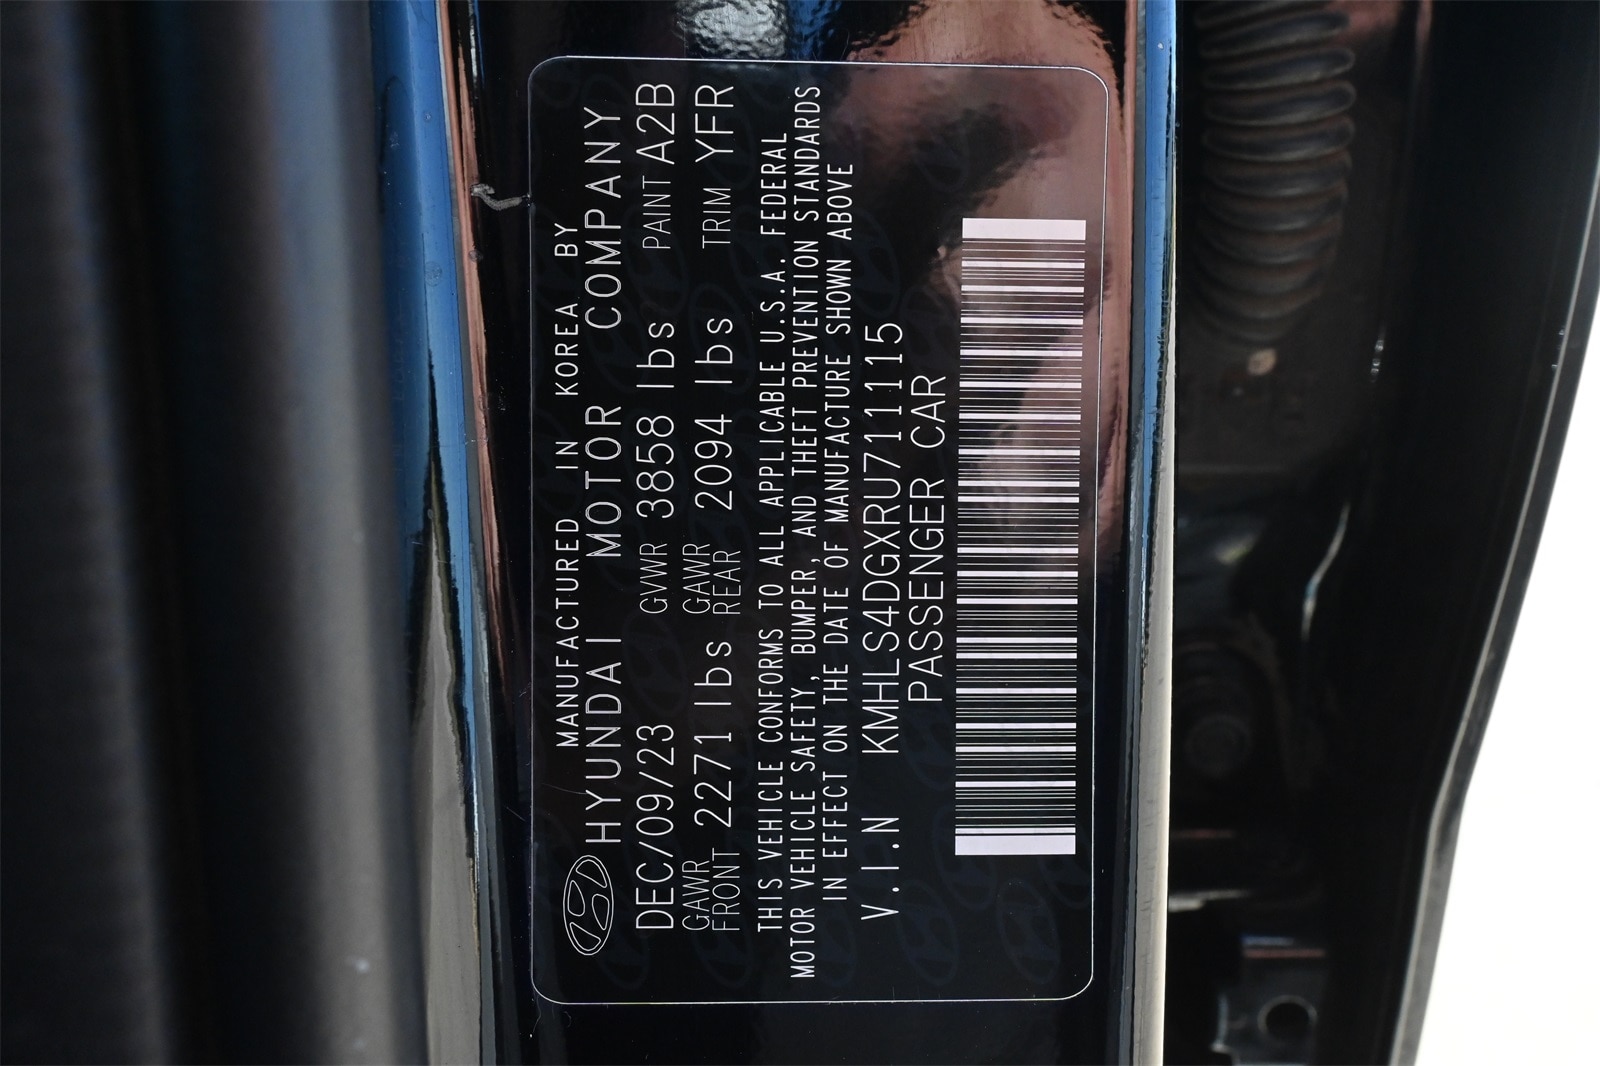 MANUFACTURED IN KOREA BY
HYUNDAI MOTOR COMPANY
DEC/09/23 GVWR 3858 lbs PAINT A2B
GAWR FRONT 2271 lbs GAWR REAR 2094 lbs TRIM YFR
THIS VEHICLE CONFORMS TO ALL APPLICABLE U.S.A. FEDERAL
MOTOR VEHICLE SAFETY, BUMPER, AND THEFT PREVENTION STANDARDS
IN EFFECT ON THE DATE OF MANUFACTURE SHOWN ABOVE
V.I.N KMHLS4DGXRU711115
PASSENGER CAR